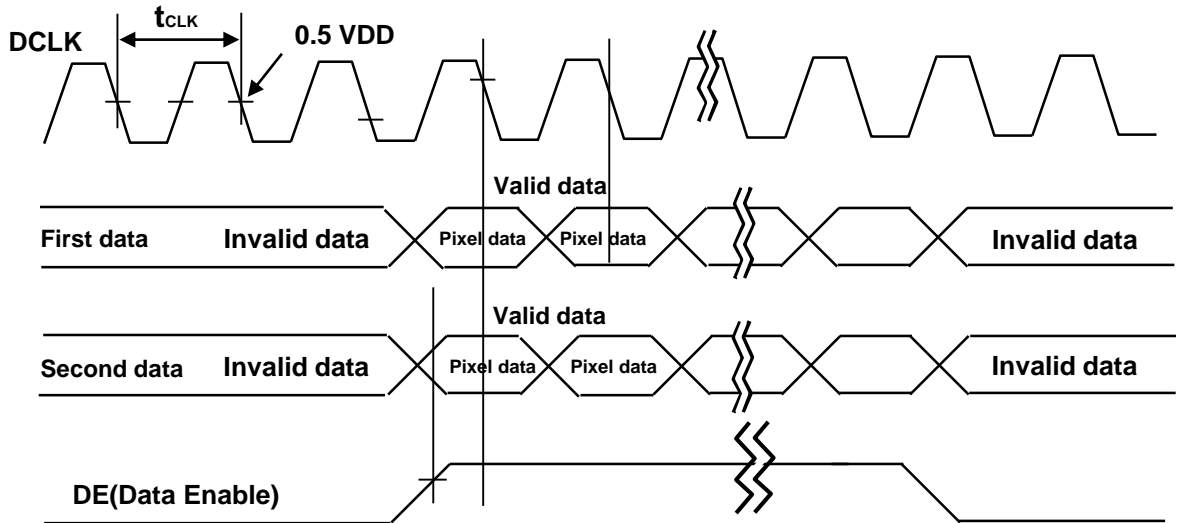 tCLK
DCLK
0.5 VDD
Valid data
First data
Invalid data
Pixel data
Pixel data
Invalid data
Valid data
Second data
Invalid data
Pixel data
Pixel data
Invalid data
DE(Data Enable)